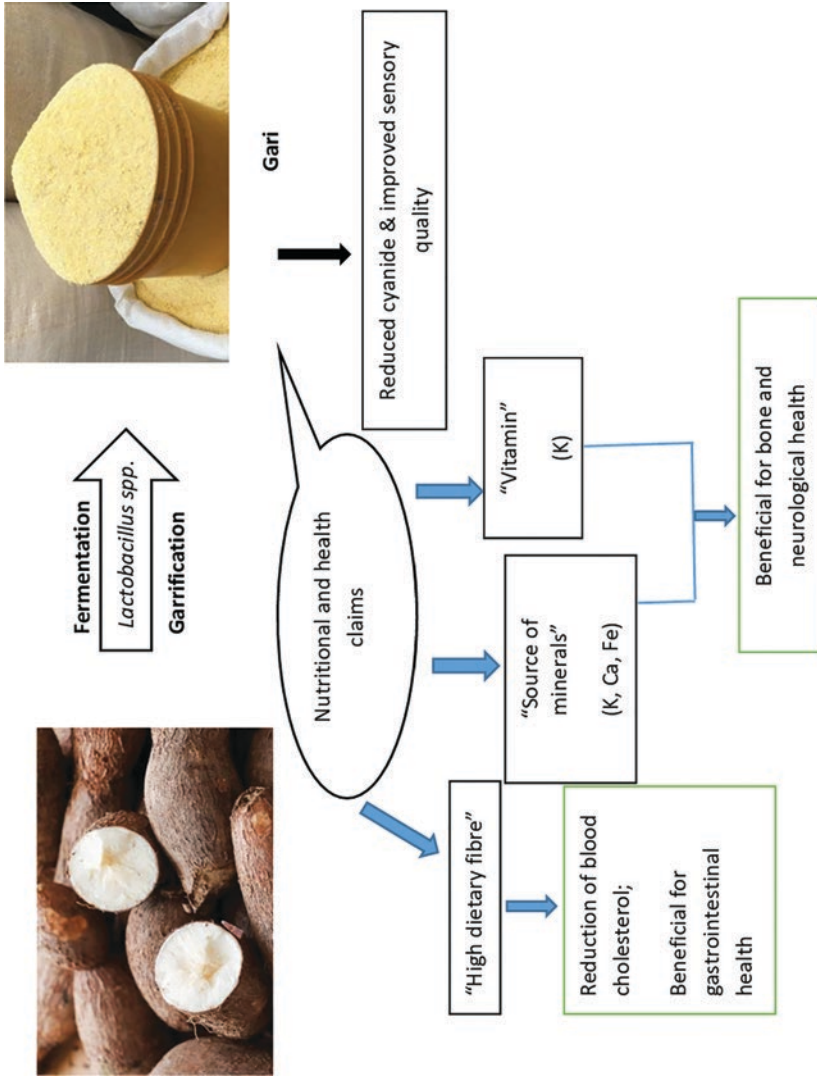 Fermentation
Lactobacillus spp.
Garrification
Gari
Nutritional and health
claims
Reduced cyanide & improved sensory
quality
“High dietary fibre”
“Source of
minerals”
(K, Ca, Fe)
“Vitamin”
(K)
Reduction of blood
cholesterol;
Beneficial for
gastrointestinal
health
Beneficial for bone and
neurological health